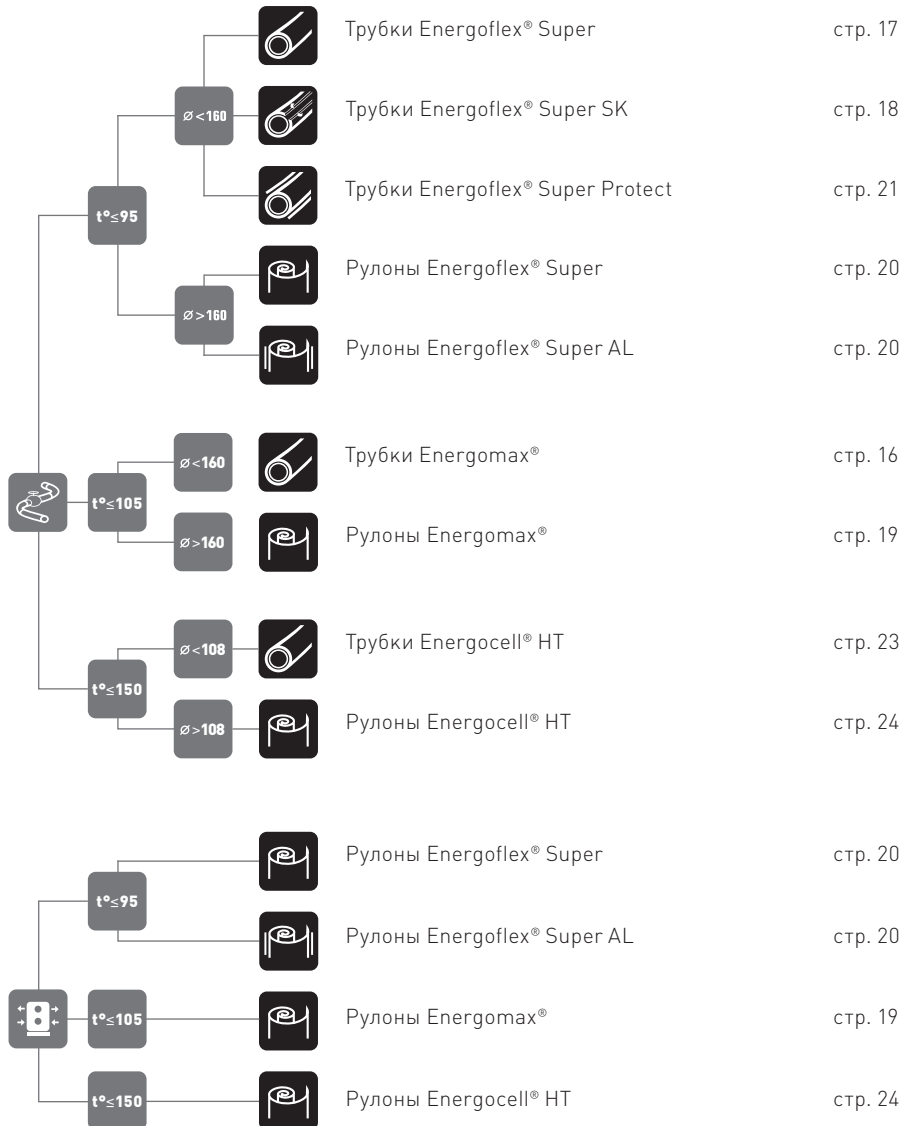 Трубки Energoflex® Super стр. 17
ø<160 Трубки Energoflex® Super SK стр. 18
Трубки Energoflex® Super Protect стр. 21
t°≤95
Рулоны Energoflex® Super стр. 20
ø>160
Рулоны Energoflex® Super AL стр. 20
ø<160 Трубки Energomax® стр. 16
t°≤105
ø>160 Рулоны Energomax® стр. 19
ø<108 Трубки Energocell® HT стр. 23
t°≤150
ø>108 Рулоны Energocell® HT стр. 24
Рулоны Energoflex® Super стр. 20
t°≤95
Рулоны Energoflex® Super AL стр. 20
t°≤105 Рулоны Energomax® стр. 19
t°≤150 Рулоны Energocell® HT стр. 24